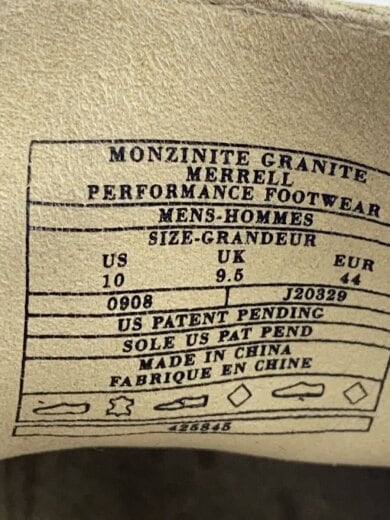 MONZINITE GRANITE
MERRELL
PERFORMANCE FOOTWEAR
MENS-HOMMES
SIZE-GRANDEUR
US UK EUR
10 9.5 44
0908 J20329
US PATENT PENDING
SOLE US PAT PEND
MADE IN CHINA
FABRIQUE EN CHINE
425845